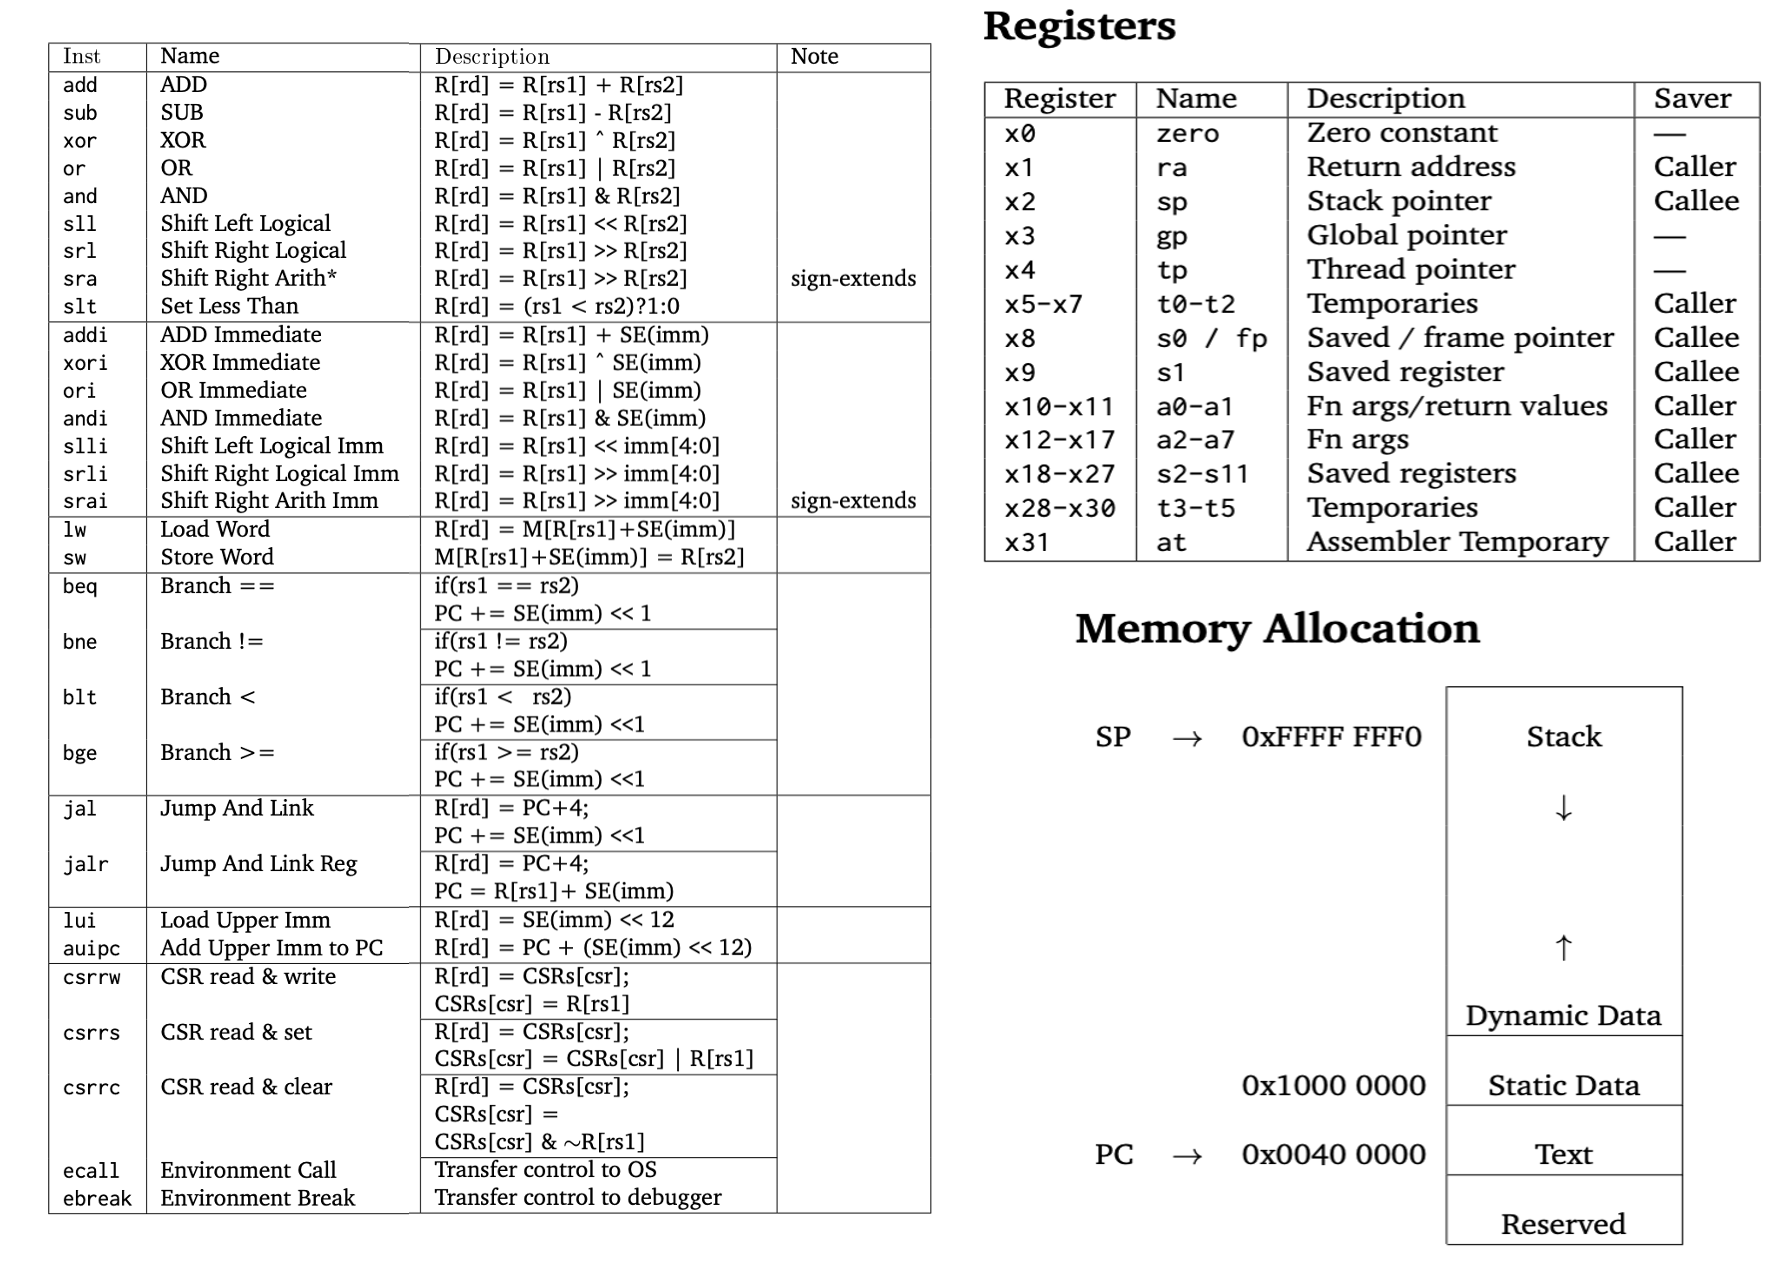 Inst Name Description Note
add ADD R[rd] = R[rs1] + R[rs2]
sub SUB R[rd] = R[rs1] - R[rs2]
xor XOR R[rd] = R[rs1] ^ R[rs2]
or OR R[rd] = R[rs1] | R[rs2]
and AND R[rd] = R[rs1] & R[rs2]
sll Shift Left Logical R[rd] = R[rs1] << R[rs2]
srl Shift Right Logical R[rd] = R[rs1] >> R[rs2]
sra Shift Right Arith* R[rd] = R[rs1] >> R[rs2] sign-extends
slt Set Less Than R[rd] = (rs1 < rs2)?1:0
addi ADD Immediate R[rd] = R[rs1] + SE(imm)
xori XOR Immediate R[rd] = R[rs1] ^ SE(imm)
ori OR Immediate R[rd] = R[rs1] | SE(imm)
andi AND Immediate R[rd] = R[rs1] & SE(imm)
slli Shift Left Logical Imm R[rd] = R[rs1] << imm[4:0]
srli Shift Right Logical Imm R[rd] = R[rs1] >> imm[4:0]
srai Shift Right Arith Imm R[rd] = R[rs1] >> imm[4:0] sign-extends
lw Load Word R[rd] = M[R[rs1]+SE(imm)]
sw Store Word M[R[rs1]+SE(imm)] = R[rs2]
beq Branch == if(rs1 == rs2)
PC += SE(imm) << 1
bne Branch != if(rs1 != rs2)
PC += SE(imm) << 1
blt Branch < if(rs1 < rs2)
PC += SE(imm) <<1
bge Branch >= if(rs1 >= rs2)
PC += SE(imm) <<1
jal Jump And Link R[rd] = PC+4;
PC += SE(imm) <<1
jalr Jump And Link Reg R[rd] = PC+4;
PC = R[rs1]+ SE(imm)
lui Load Upper Imm R[rd] = SE(imm) << 12
auipc Add Upper Imm to PC R[rd] = PC + (SE(imm) << 12)
csrrw CSR read & write R[rd] = CSRs[csr];
CSRs[csr] = R[rs1]
csrrs CSR read & set R[rd] = CSRs[csr];
CSRs[csr] = CSRs[csr] | R[rs1]
csrrc CSR read & clear R[rd] = CSRs[csr];
CSRs[csr] =
CSRs[csr] & ~R[rs1]
ecall Environment Call Transfer control to OS
ebreak Environment Break Transfer control to debugger
Registers
Register Name Description Saver
x0 zero Zero constant —
x1 ra Return address Caller
x2 sp Stack pointer Callee
x3 gp Global pointer —
x4 tp Thread pointer —
x5-x7 t0-t2 Temporaries Caller
x8 s0 / fp Saved / frame pointer Callee
x9 s1 Saved register Callee
x10-x11 a0-a1 Fn args/return values Caller
x12-x17 a2-a7 Fn args Caller
x18-x27 s2-s11 Saved registers Callee
x28-x30 t3-t5 Temporaries Caller
x31 at Assembler Temporary Caller
Memory Allocation
SP → 0xFFFF FFF0 Stack
↓
↑
Dynamic Data
0x1000 0000 Static Data
PC → 0x0040 0000 Text
Reserved